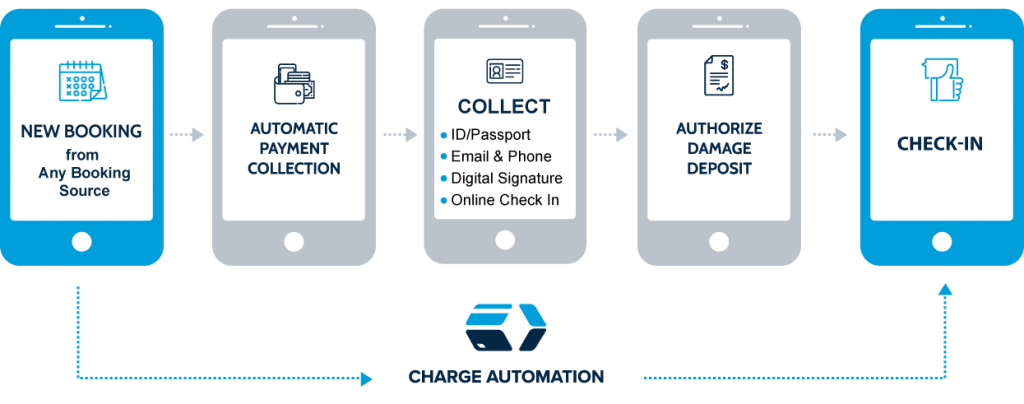 NEW BOOKING
from
Any Booking
Source
AUTOMATIC
PAYMENT
COLLECTION
COLLECT
ID/Passport
Email & Phone
Digital Signature
Online Check In
$
AUTHORIZE
DAMAGE
DEPOSIT
CHECK-IN
CHARGE AUTOMATION